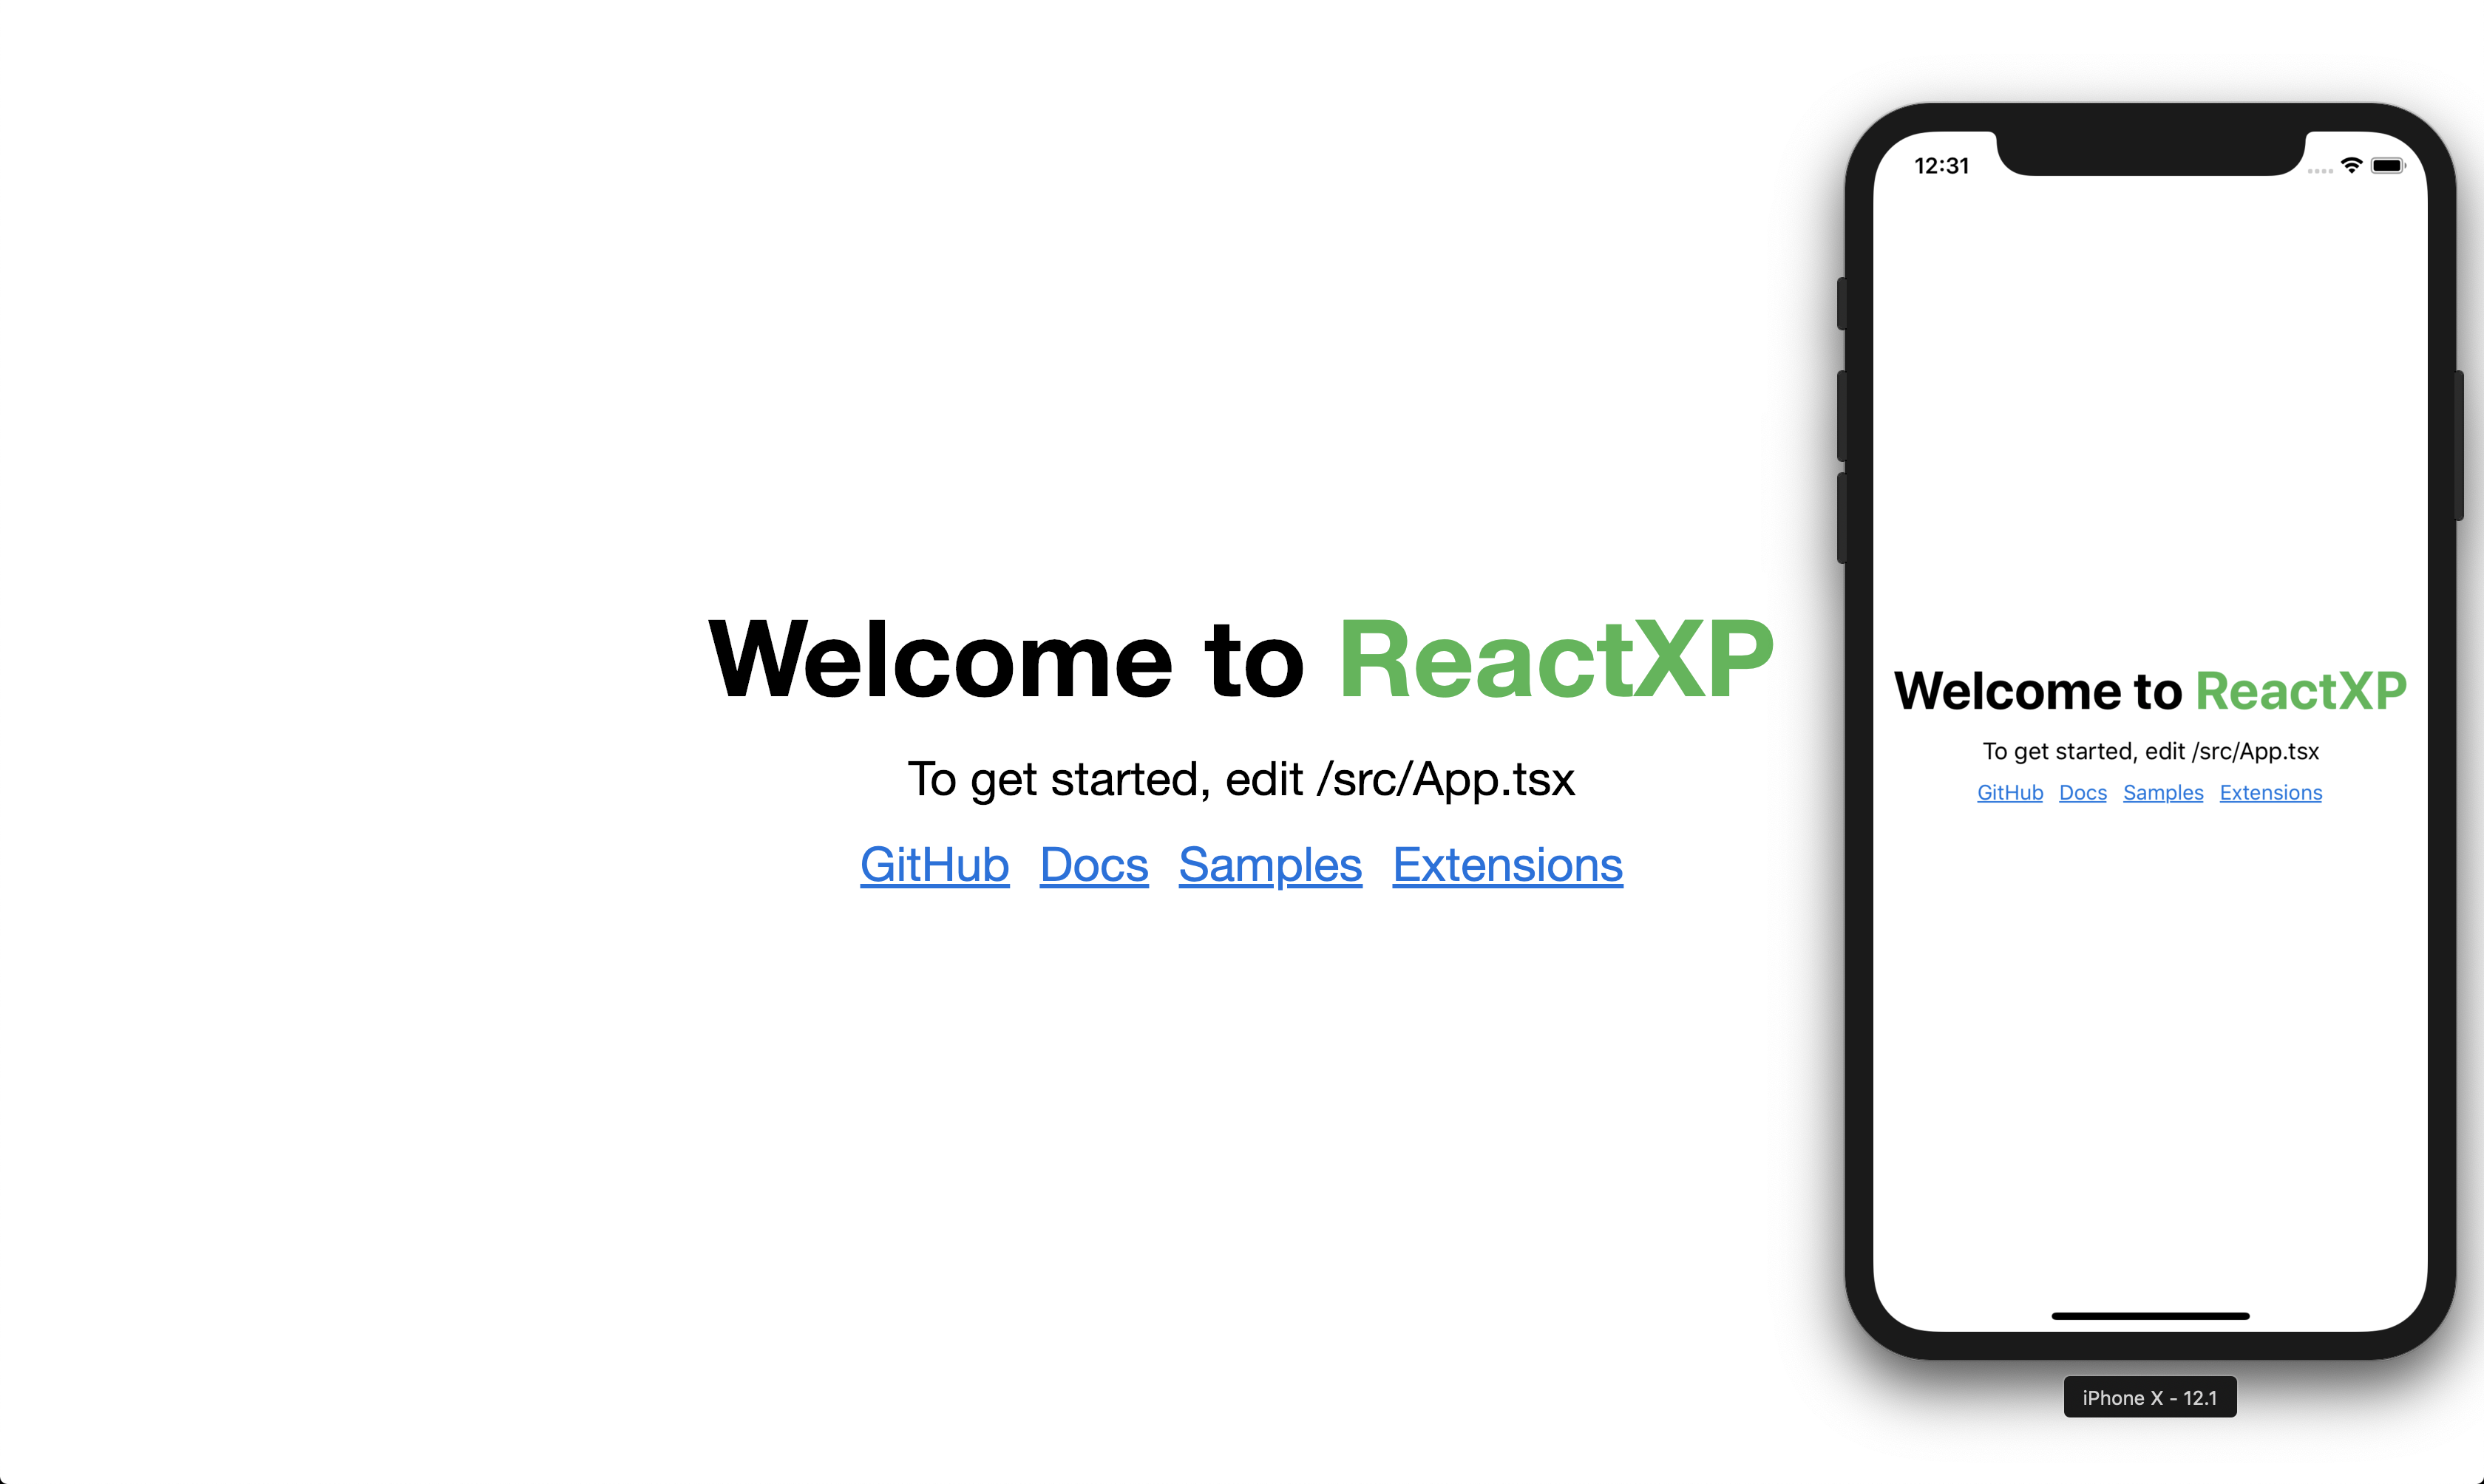 Welcome to ReactXP
To get started, edit /src/App.tsx
GitHub Docs Samples Extensions
12:31
Welcome to ReactXP
To get started, edit /src/App.tsx
GitHub Docs Samples Extensions
iPhone X - 12.1